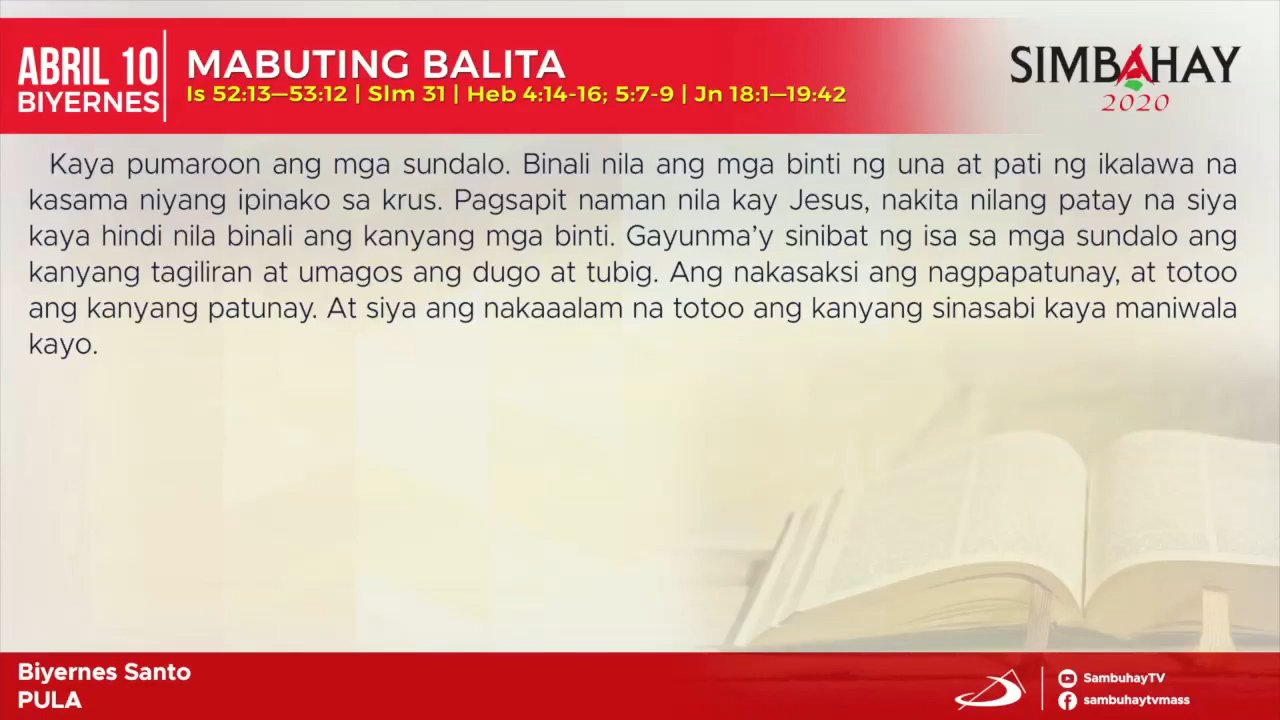 ABRIL 10
BIYERNES
MABUTING BALITA
Is 52:13—53:12 | Slm 31 | Heb 4:14-16; 5:7-9 | Jn 18:1—19:42
SIMBAHAY
2020
Kaya pumaroon ang mga sundalo. Binali nila ang mga binti ng una at pati ng ikalawa na
kasama niyang ipinako sa krus. Pagsapit naman nila kay Jesus, nakita nilang patay na siya
kaya hindi nila binali ang kanyang mga binti. Gayunma’y sinibat ng isa sa mga sundalo ang
kanyang tagiliran at umagos ang dugo at tubig. Ang nakasaksi ang nagpapatunay, at totoo
ang kanyang patunay. At siya ang nakaaalam na totoo ang kanyang sinasabi kaya maniwala
kayo.
Biyernes Santo
PULA
SambuhayTV
sambuhaytvmass